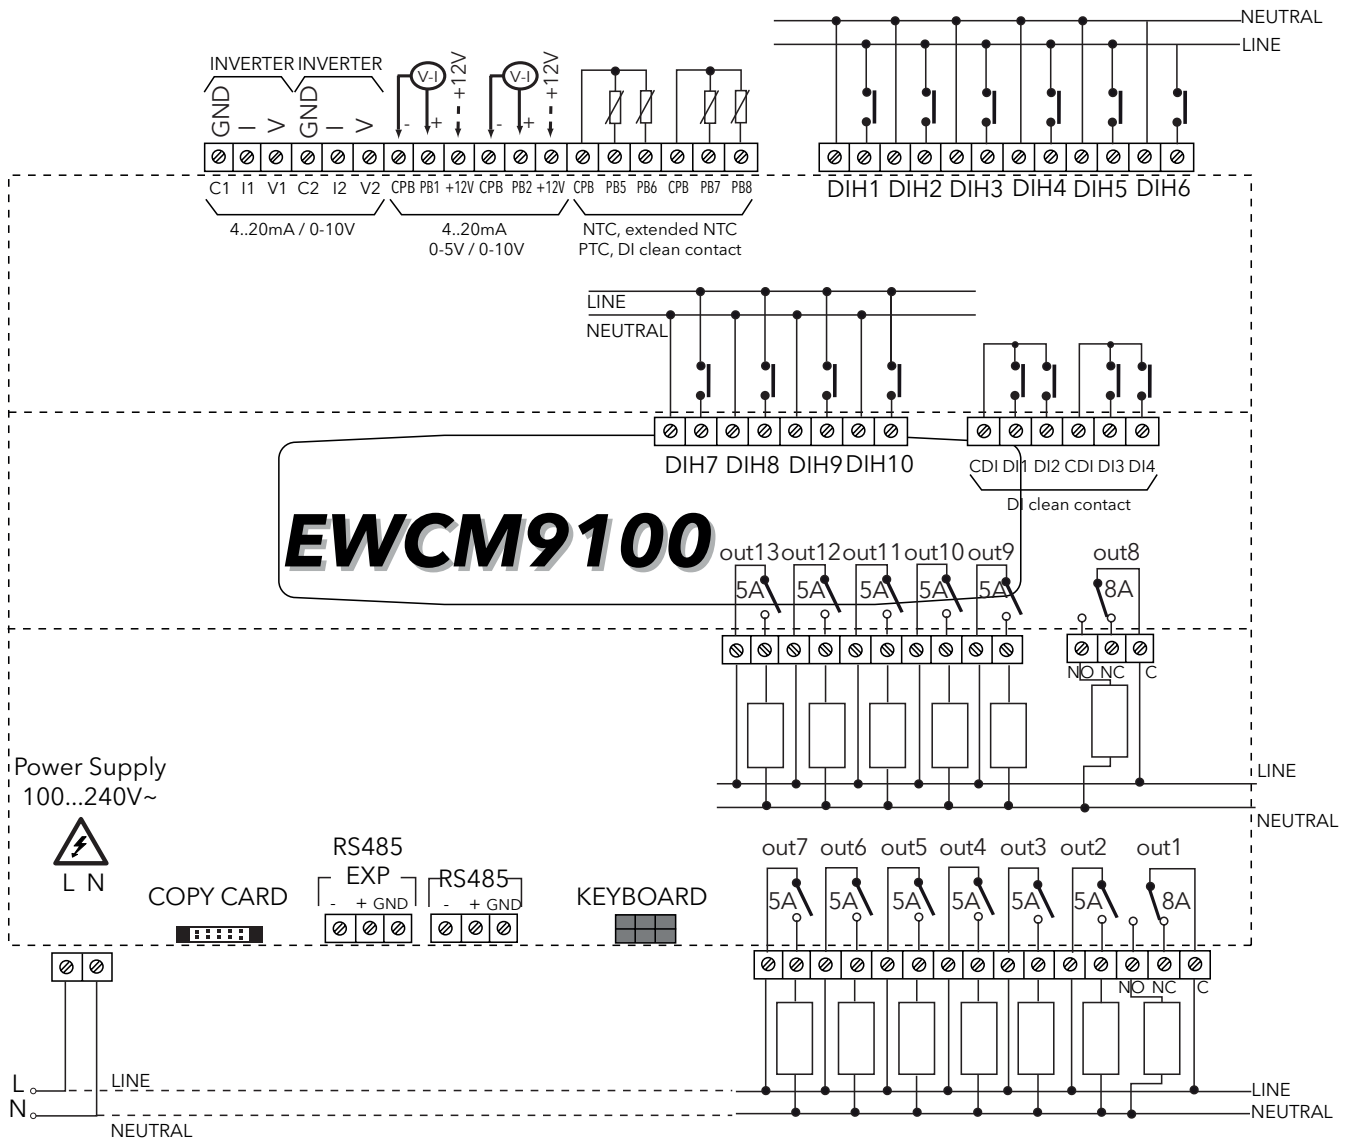 NEUTRAL
LINE
INVERTER INVERTER
GND I V GND I V
- V-I + +12V - V-I + +12V
C1 I1 V1 C2 I2 V2 CPB PB1 +12V CPB PB2 +12V CPB PB5 PB6 CPB PB7 PB8
DIH1 DIH2 DIH3 DIH4 DIH5 DIH6
4..20mA / 0-10V
4..20mA
0-5V / 0-10V
NTC, extended NTC
PTC, DI clean contact
LINE
NEUTRAL
DIH7 DIH8 DIH9 DIH10
CDI DI1 DI2 CDI DI3 DI4
DI clean contact
EWCM9100
out13 out12 out11 out10 out9 out8
5A 5A 5A 5A 5A 8A
NO NC C
LINE
NEUTRAL
Power Supply
100...240V~
L N
COPY CARD
RS485
EXP
- + GND
RS485
- + GND
KEYBOARD
out7 out6 out5 out4 out3 out2 out1
5A 5A 5A 5A 5A 5A 8A
NO NC C
L LINE
N
NEUTRAL
LINE
NEUTRAL